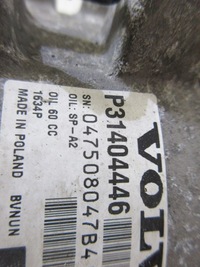 VOLV
P31404446
SN: 047508047B4
OIL: SP-A2
OIL 60 CC
1634P
MADE IN POLAND BVNUN